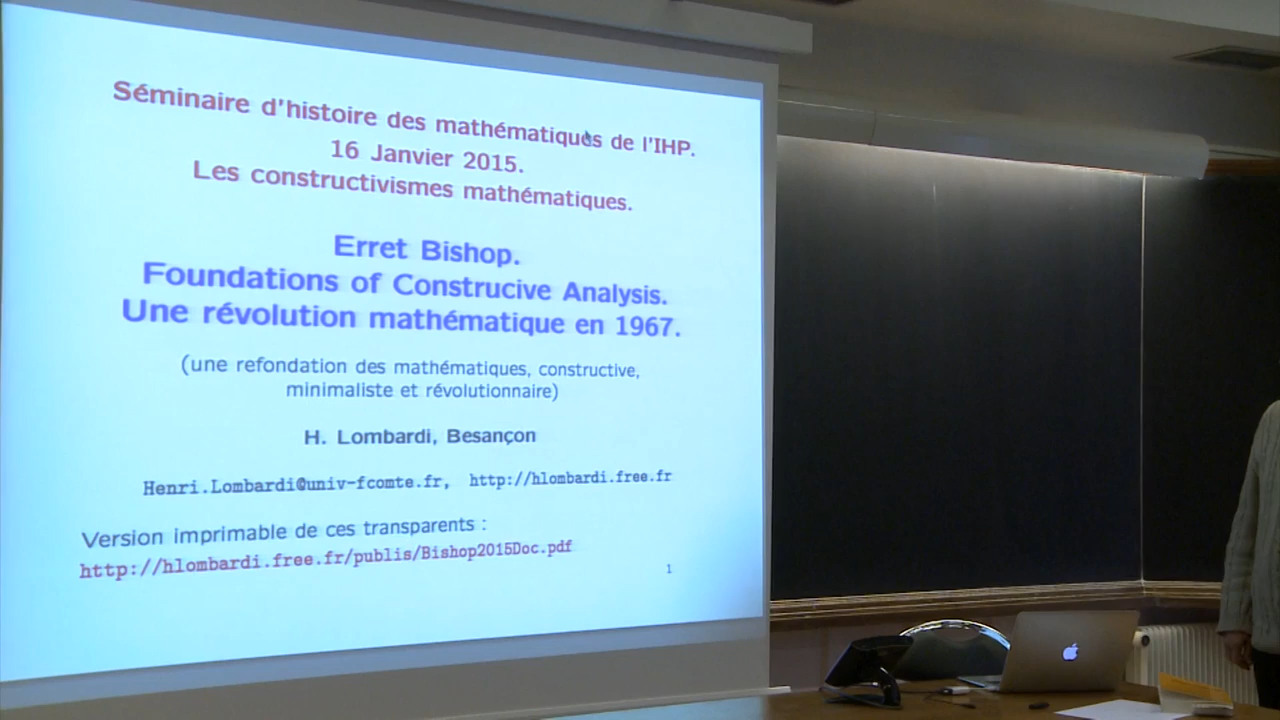 Séminaire d'histoire des mathématiques de l'IHP.
16 Janvier 2015.
Les constructivismes mathématiques.
Erret Bishop.
Foundations of Construcive Analysis.
Une révolution mathématique en 1967.
(une refondation des mathématiques, constructive,
minimaliste et révolutionnaire)
H. Lombardi, Besançon
Henri.Lombardi@univ-fcomte.fr, http://hlombardi.free.fr
Version imprimable de ces transparents :
http://hlombardi.free.fr/publis/Bishop2015Doc.pdf
1